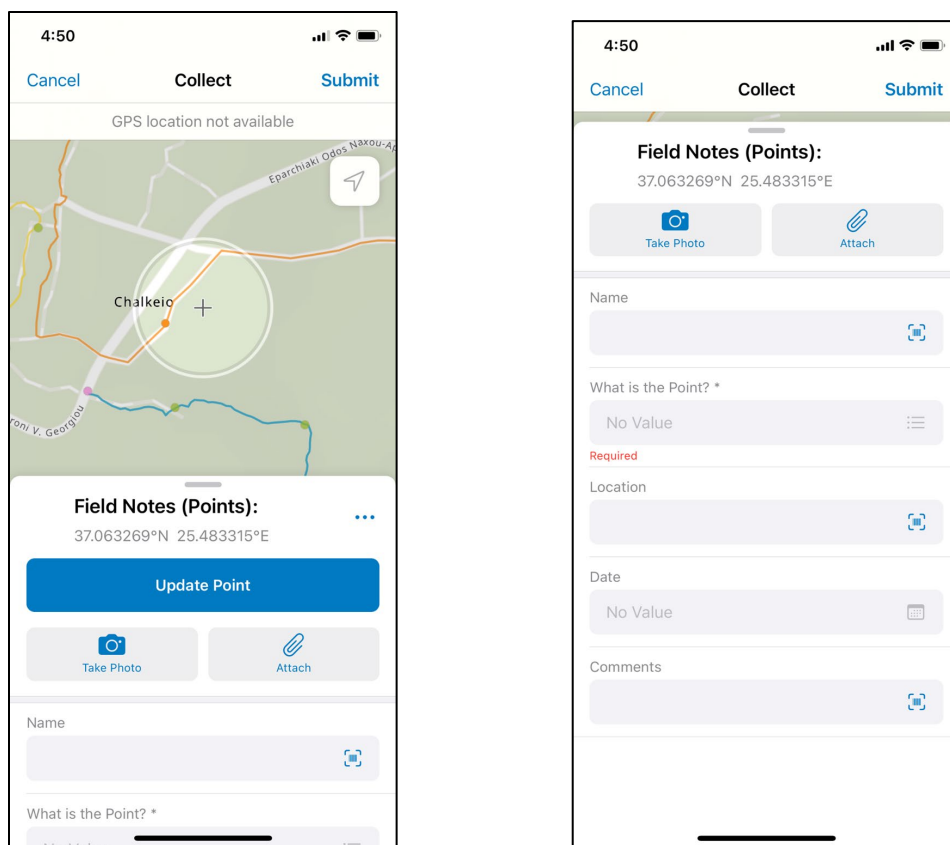 4:50
Cancel Collect Submit
GPS location not available
Eparchiaki Odos Naxou-Ap
Chalkeio
roni V. Georgiou
Field Notes (Points):
37.063269°N 25.483315°E
Update Point
Take Photo Attach
Name
What is the Point? *
4:50
Cancel Collect Submit
Field Notes (Points):
37.063269°N 25.483315°E
Take Photo Attach
Name
What is the Point? *
No Value
Required
Location
Date
No Value
Comments